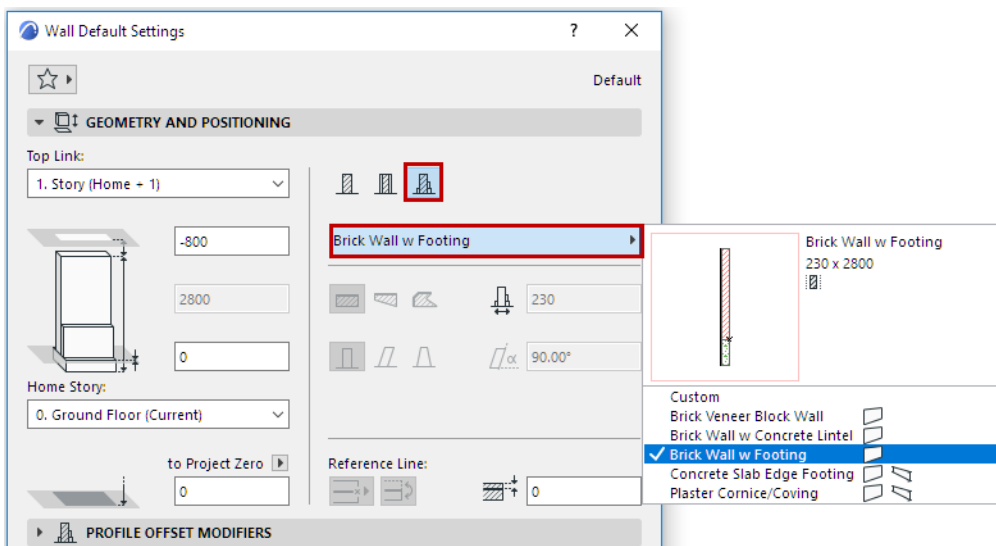 Wall Default Settings
?
Default
GEOMETRY AND POSITIONING
Top Link:
1. Story (Home + 1)
-800
2800
0
Home Story:
0. Ground Floor (Current)
to Project Zero
0
Brick Wall w Footing
230
α
90.00°
Reference Line:
0
PROFILE OFFSET MODIFIERS
Brick Wall w Footing
230 x 2800
Custom
Brick Veneer Block Wall
Brick Wall w Concrete Lintel
Brick Wall w Footing
Concrete Slab Edge Footing
Plaster Cornice/Coving